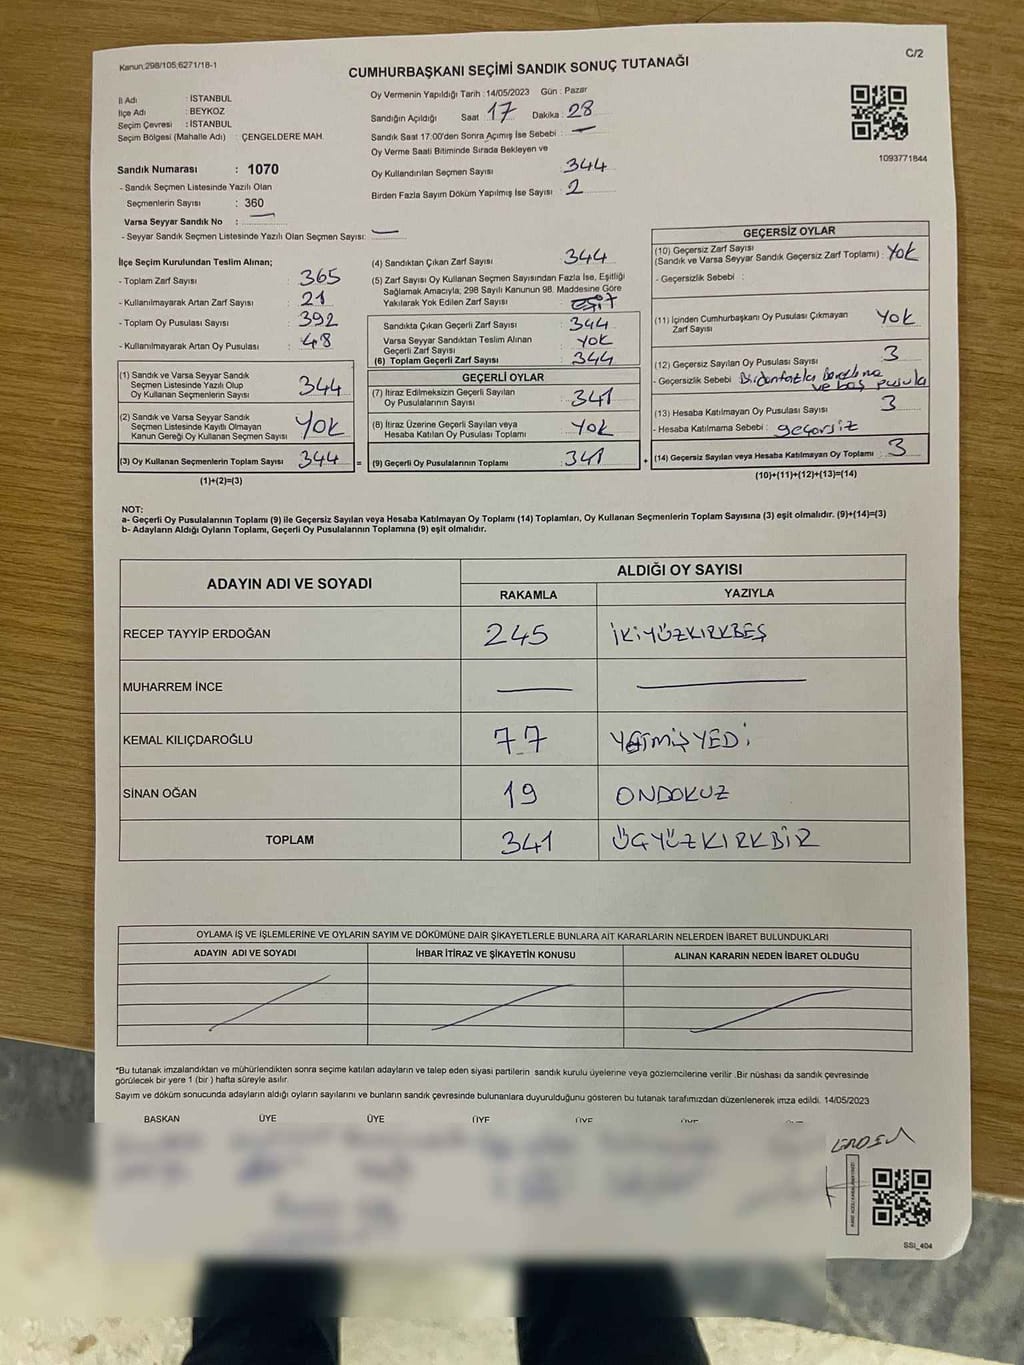 Kanun:298/105;6271/18-1
C/2
CUMHURBAŞKANI SEÇİMİ SANDIK SONUÇ TUTANAĞI
İl Adı : İSTANBUL
İlçe Adı : BEYKOZ
Seçim Çevresi : İSTANBUL
Seçim Bölgesi (Mahalle Adı) : ÇENGELDERE MAH.
Sandık Numarası : 1070
- Sandık Seçmen Listesinde Yazılı Olan
Seçmenlerin Sayısı : 360
Varsa Seyyar Sandık No : —
- Seyyar Sandık Seçmen Listesinde Yazılı Olan Seçmen Sayısı: —
Oy Vermenin Yapıldığı Tarih : 14/05/2023 Gün : Pazar
Sandığın Açıldığı Saat 17 Dakika : 28
Sandık Saat 17:00'den Sonra Açımış İse Sebebi : —
Oy Verme Saati Bitiminde Sırada Bekleyen ve
Oy Kullandırılan Seçmen Sayısı : 344
Birden Fazla Sayım Döküm Yapılmış İse Sayısı : 2
1093771844
İlçe Seçim Kurulundan Teslim Alınan;
- Toplam Zarf Sayısı : 365
- Kullanılmayarak Artan Zarf Sayısı : 21
- Toplam Oy Pusulası Sayısı : 392
- Kullanılmayarak Artan Oy Pusulası : 48
(1) Sandık ve Varsa Seyyar Sandık
Seçmen Listesinde Yazılı Olup
Oy Kullanan Seçmenlerin Sayısı 344
(2) Sandık ve Varsa Seyyar Sandık
Seçmen Listesinde Kayıtlı Olmayan
Kanun Gereği Oy Kullanan Seçmen Sayısı YOK
(3) Oy Kullanan Seçmenlerin Toplam Sayısı 344 =
(1)+(2)=(3)
(4) Sandıktan Çıkan Zarf Sayısı : 344
(5) Zarf Sayısı Oy Kullanan Seçmen Sayısından Fazla İse, Eşitliği
Sağlamak Amacıyla; 298 Sayılı Kanunun 98. Maddesine Göre
Yakılarak Yok Edilen Zarf Sayısı : eşit
Sandıkta Çıkan Geçerli Zarf Sayısı : 344
Varsa Seyyar Sandıktan Teslim Alınan
Geçerli Zarf Sayısı : YOK
(6) Toplam Geçerli Zarf Sayısı : 344
GEÇERLİ OYLAR
(7) İtiraz Edilmeksizin Geçerli Sayılan
Oy Pusulalarının Sayısı : 341
(8) İtiraz Üzerine Geçerli Sayılan veya
Hesaba Katılan Oy Pusulası Toplamı : YOK
(9) Geçerli Oy Pusulalarının Toplamı : 341 +
GEÇERSİZ OYLAR
(10) Geçersiz Zarf Sayısı
(Sandık ve Varsa Seyyar Sandık Geçersiz Zarf Toplamı) : Yok
- Geçersizlik Sebebi :
(11) İçinden Cumhurbaşkanı Oy Pusulası Çıkmayan
Zarf Sayısı : Yok
(12) Geçersiz Sayılan Oy Pusulası Sayısı : 3
- Geçersizlik Sebebi : Birdenfazla
ve boş pusula
(13) Hesaba Katılmayan Oy Pusulası Sayısı : 3
- Hesaba Katılmama Sebebi : geçersiz
(14) Geçersiz Sayılan veya Hesaba Katılmayan Oy Toplamı : 3
(10)+(11)+(12)+(13)=(14)
NOT:
a- Geçerli Oy Pusulalarının Toplamı (9) ile Geçersiz Sayılan veya Hesaba Katılmayan Oy Toplamı (14) Toplamları, Oy Kullanan Seçmenlerin Toplam Sayısına (3) eşit olmalıdır. (9)+(14)=(3)
b- Adayların Aldığı Oyların Toplamı, Geçerli Oy Pusulalarının Toplamına (9) eşit olmalıdır.
ADAYIN ADI VE SOYADI
ALDIĞI OY SAYISI
RAKAMLA YAZIYLA
RECEP TAYYİP ERDOĞAN 245 İKİYÜZKIRKBEŞ
MUHARREM İNCE — —
KEMAL KILIÇDAROĞLU 77 YETMİŞYEDİ
SİNAN OĞAN 19 ONDOKUZ
TOPLAM 341 ÜÇYÜZKIRKBİR
OYLAMA İŞ VE İŞLEMLERİNE VE OYLARIN SAYIM VE DÖKÜMÜNE DAİR ŞİKAYETLERLE BUNLARA AİT KARARLARIN NELERDEN İBARET BULUNDUKLARI
ADAYIN ADI VE SOYADI İHBAR İTİRAZ VE ŞİKAYETİN KONUSU ALINAN KARARIN NEDEN İBARET OLDUĞU
*Bu tutanak imzalandıktan ve mühürlendikten sonra seçime katılan adayların ve talep eden siyasi partilerin sandık kurulu üyelerine veya gözlemcilerine verilir .Bir nüshası da sandık çevresinde
görülecek bir yere 1 (bir ) hafta süreyle asılır.
Sayım ve döküm sonucunda adayların aldığı oyların sayılarını ve bunların sandık çevresinde bulunanlara duyurulduğunu gösteren bu tutanak tarafımızdan düzenlenerek imza edildi. 14/05/2023
BAŞKAN ÜYE ÜYE ÜYE ÜYE
SSI_404